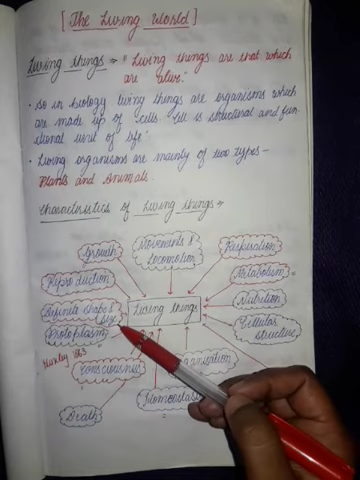 [ The Living World ]
Living things → " Living things are that which
are "alive."
• So in biology living things are organisms which
are made up of "cells. "Cell is structural and fun-
ctional unit of life"
• Living organisms are mainly of two types-
Plants and Animals.
Characteristics of Living things →
Growth
Movements &
Locomotion
Respiration
Reproduction
Metabolism
Definite shape &
size
Living things
Nutrition
Protoplasm
Cellular
structure
Huxley 1863
Consciousness
Organisation
Death
Homeostasi